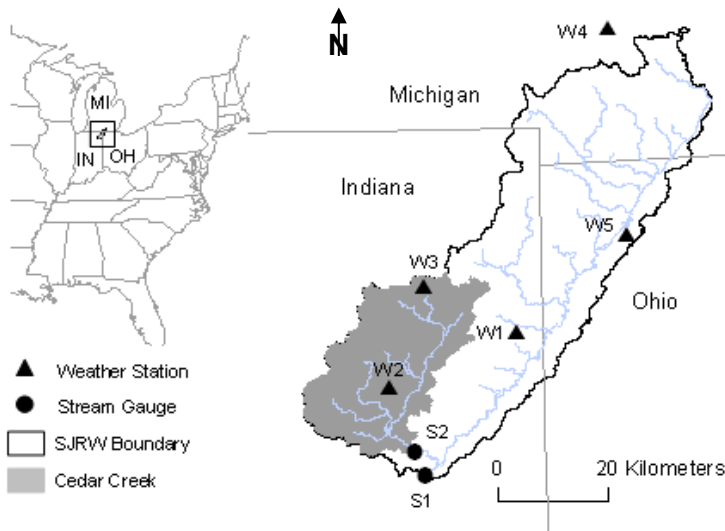 N
W4
MI
Michigan
IN
OH
Indiana
W5
W3
Ohio
W1
W2
Weather Station
Stream Gauge
S2
SJRW Boundary
0
20 Kilometers
Cedar Creek
S1